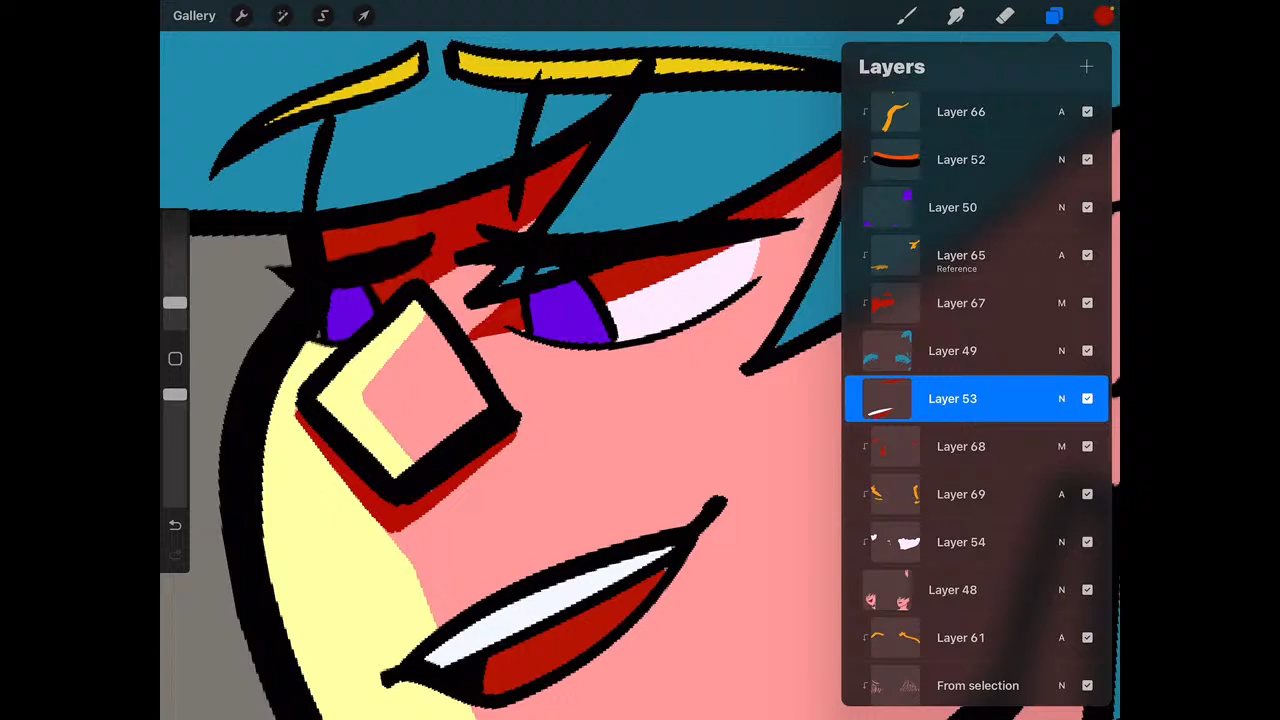 Gallery
Layers
Layer 66 A
Layer 52 N
Layer 50 N
Layer 65 A
Reference
Layer 67 M
Layer 49 N
Layer 53 N
Layer 68 M
Layer 69 A
Layer 54 N
Layer 48 N
Layer 61 A
From selection N